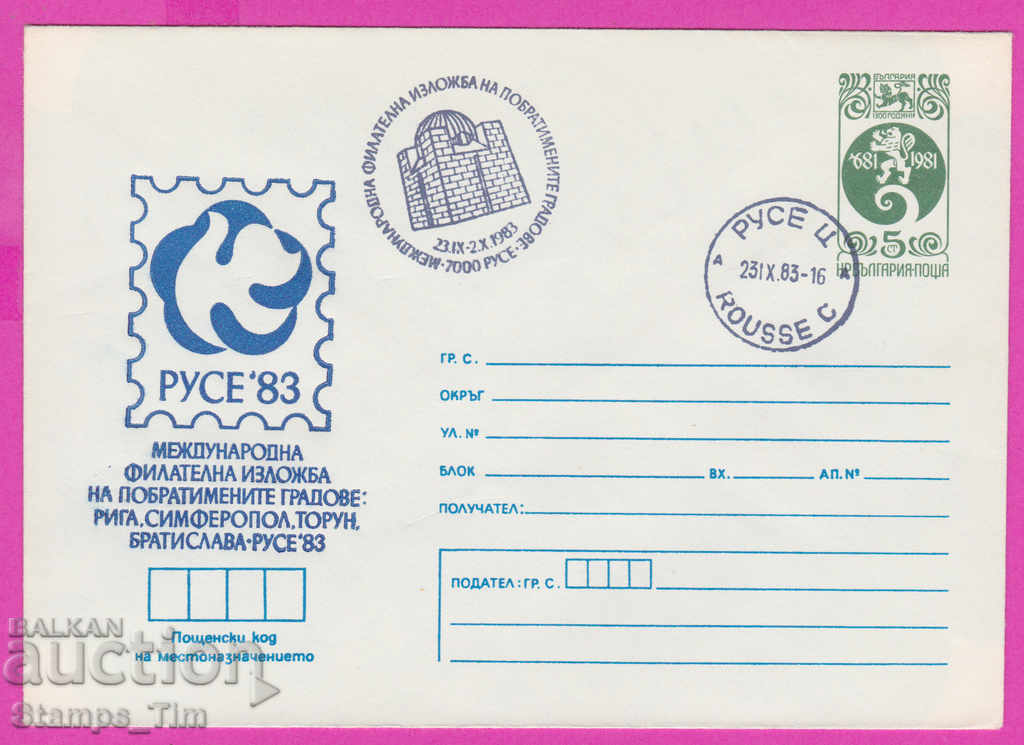 МЕЖДУНАРОДНА ФИЛАТЕЛНА ИЗЛОЖБА НА ПОБРАТИМЕНИТЕ ГРАДОВЕ
23.IX-2.X.1983
7000 РУСЕ
БЪЛГАРИЯ
1300 ГОДИНИ
681 1981
5 СТ
НР БЪЛГАРИЯ·ПОЩА
РУСЕ Ц
А 23IX.83-16 А
ROUSSE C
РУСЕ '83
МЕЖДУНАРОДНА
ФИЛАТЕЛНА ИЗЛОЖБА
НА ПОБРАТИМЕНИТЕ ГРАДОВЕ:
РИГА, СИМФЕРОПОЛ, ТОРУН,
БРАТИСЛАВА·РУСЕ '83
Пощенски код
на местоназначението
ГР. С.
ОКРЪГ
УЛ. №
БЛОК ВХ. АП. №
ПОЛУЧАТЕЛ:
ПОДАТЕЛ: ГР. С.
BALKAN
auction
Stamps_Tim